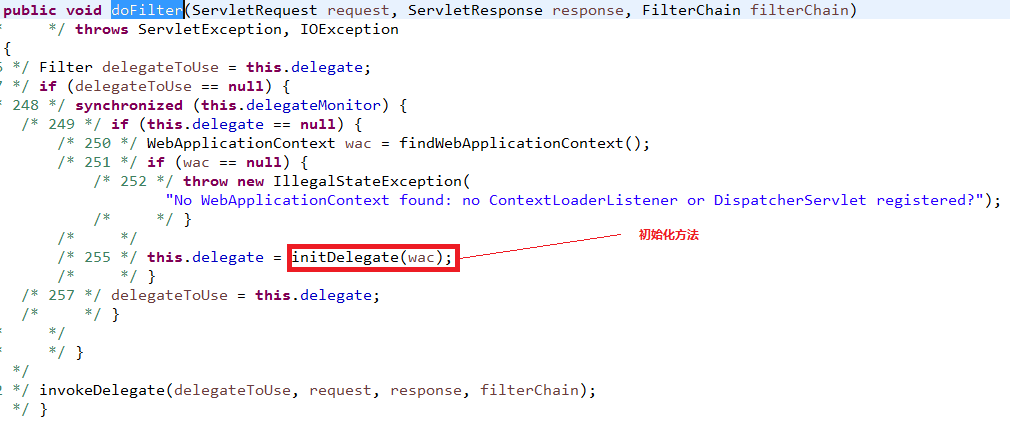 public void doFilter(ServletRequest request, ServletResponse response, FilterChain filterChain)
*     */ throws ServletException, IOException
{
6 */ Filter delegateToUse = this.delegate;
7 */ if (delegateToUse == null) {
* 248 */ synchronized (this.delegateMonitor) {
/* 249 */ if (this.delegate == null) {
/* 250 */ WebApplicationContext wac = findWebApplicationContext();
/* 251 */ if (wac == null) {
/* 252 */ throw new IllegalStateException(
"No WebApplicationContext found: no ContextLoaderListener or DispatcherServlet registered?");
/*     */ }
/*     */
/* 255 */ this.delegate = initDelegate(wac);
初始化方法
/*     */ }
/* 257 */ delegateToUse = this.delegate;
/*     */ }
*     */
*     */ }
*/
2 */ invokeDelegate(delegateToUse, request, response, filterChain);
*/ }